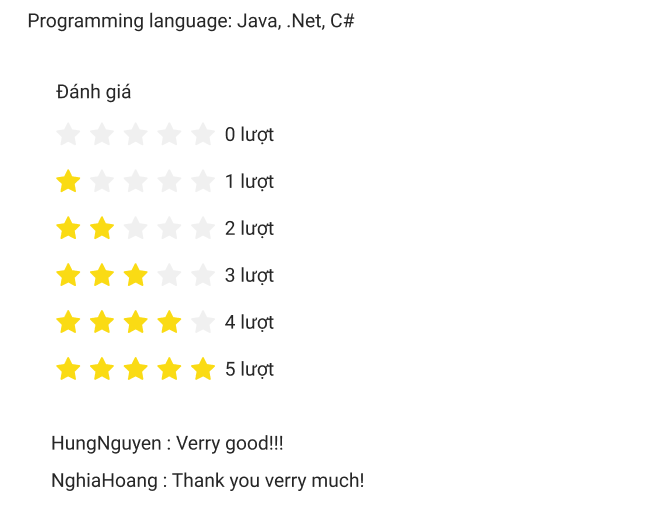 Programming language: Java, .Net, C#
Đánh giá
0 lượt
1 lượt
2 lượt
3 lượt
4 lượt
5 lượt
HungNguyen : Verry good!!!
NghiaHoang : Thank you verry much!